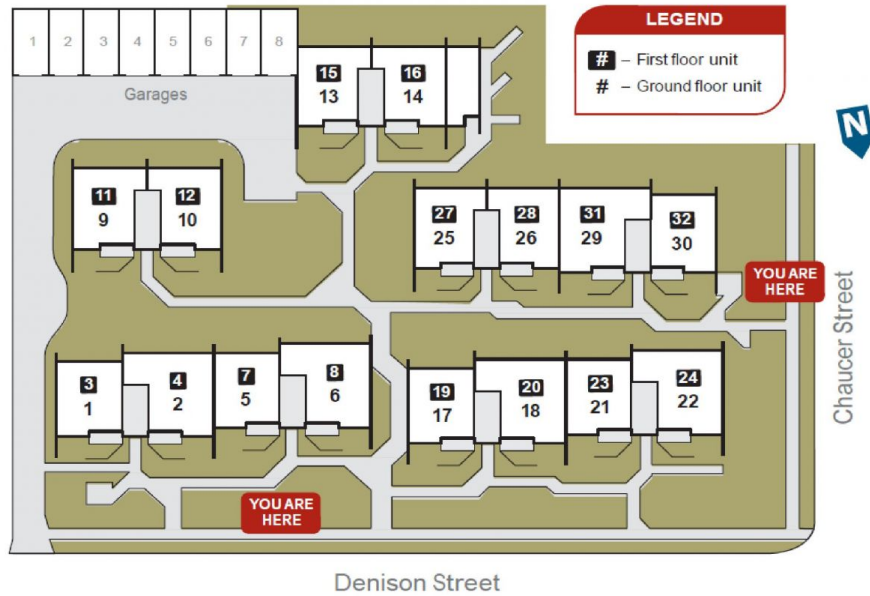 1 2 3 4 5 6 7 8
Garages
LEGEND
# – First floor unit
# – Ground floor unit
N
15 16
13 14
11 12
9 10
27 28 31 32
25 26 29 30
YOU ARE
HERE
Chaucer Street
3 4 7 8
1 2 5 6
19 20 23 24
17 18 21 22
YOU ARE
HERE
Denison Street